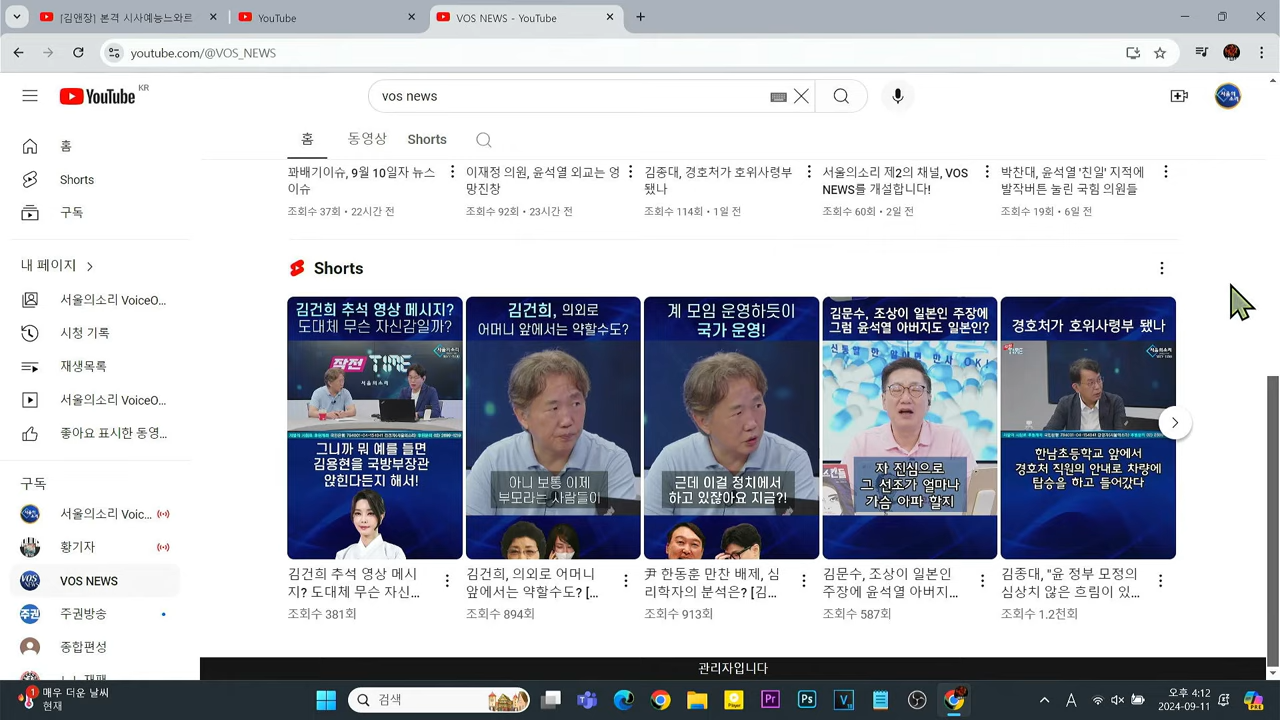 [김앤장] 본격 시사예능느와르
YouTube
VOS NEWS - YouTube
youtube.com/@VOS_NEWS
YouTube KR
vos news
홈
동영상
Shorts
홈
Shorts
구독
내 페이지
서울의소리 VoiceO...
시청 기록
재생목록
서울의소리 VoiceO...
좋아요 표시한 동영...
구독
서울의소리 Voic...
황기자
VOS NEWS
주권방송
종합편성
꽈배기이슈, 9월 10일자 뉴스
이슈
조회수 37회 • 22시간 전
이재정 의원, 윤석열 외교는 엉
망진창
조회수 92회 • 23시간 전
김종대, 경호처가 호위사령부
됐나
조회수 114회 • 1일 전
서울의소리 제2의 채널, VOS
NEWS를 개설합니다!
조회수 60회 • 2일 전
박찬대, 윤석열 '친일' 지적에
발작버튼 눌린 국힘 의원들
조회수 19회 • 6일 전
Shorts
김건희 추석 영상 메시지?
도대체 무슨 자신감일까?
작전 TIME
서울의소리
그니까 뭐 예를 들면
김용현을 국방부장관
앉힌다든지 해서!
김건희 추석 영상 메시
지? 도대체 무슨 자신...
조회수 381회
김건희, 의외로
어머니 앞에서는 약할수도?
아니 보통 이제
부모라는 사람들이
김건희, 의외로 어머니
앞에서는 약할수도? [...
조회수 894회
계 모임 운영하듯이
국가 운영!
근데 이걸 정치에서
하고 있잖아요 지금?!
尹 한동훈 만찬 배제, 심
리학자의 분석은? [김...
조회수 913회
김문수, 조상이 일본인 주장에
그럼 윤석열 아버지도 일본인?
자 진심으로
그 선조가 얼마나
가슴 아파 할지
김문수, 조상이 일본인
주장에 윤석열 아버지...
조회수 587회
경호처가 호위사령부 됐나
한남초등학교 앞에서
경호처 직원의 안내로 차량에
탑승을 하고 들어갔다
김종대, "윤 정부 모정의
심상치 않은 흐름이 있...
조회수 1.2천회
관리자입니다
1
매우 더운 날씨
현재
검색
오후 4:12
2024-09-11